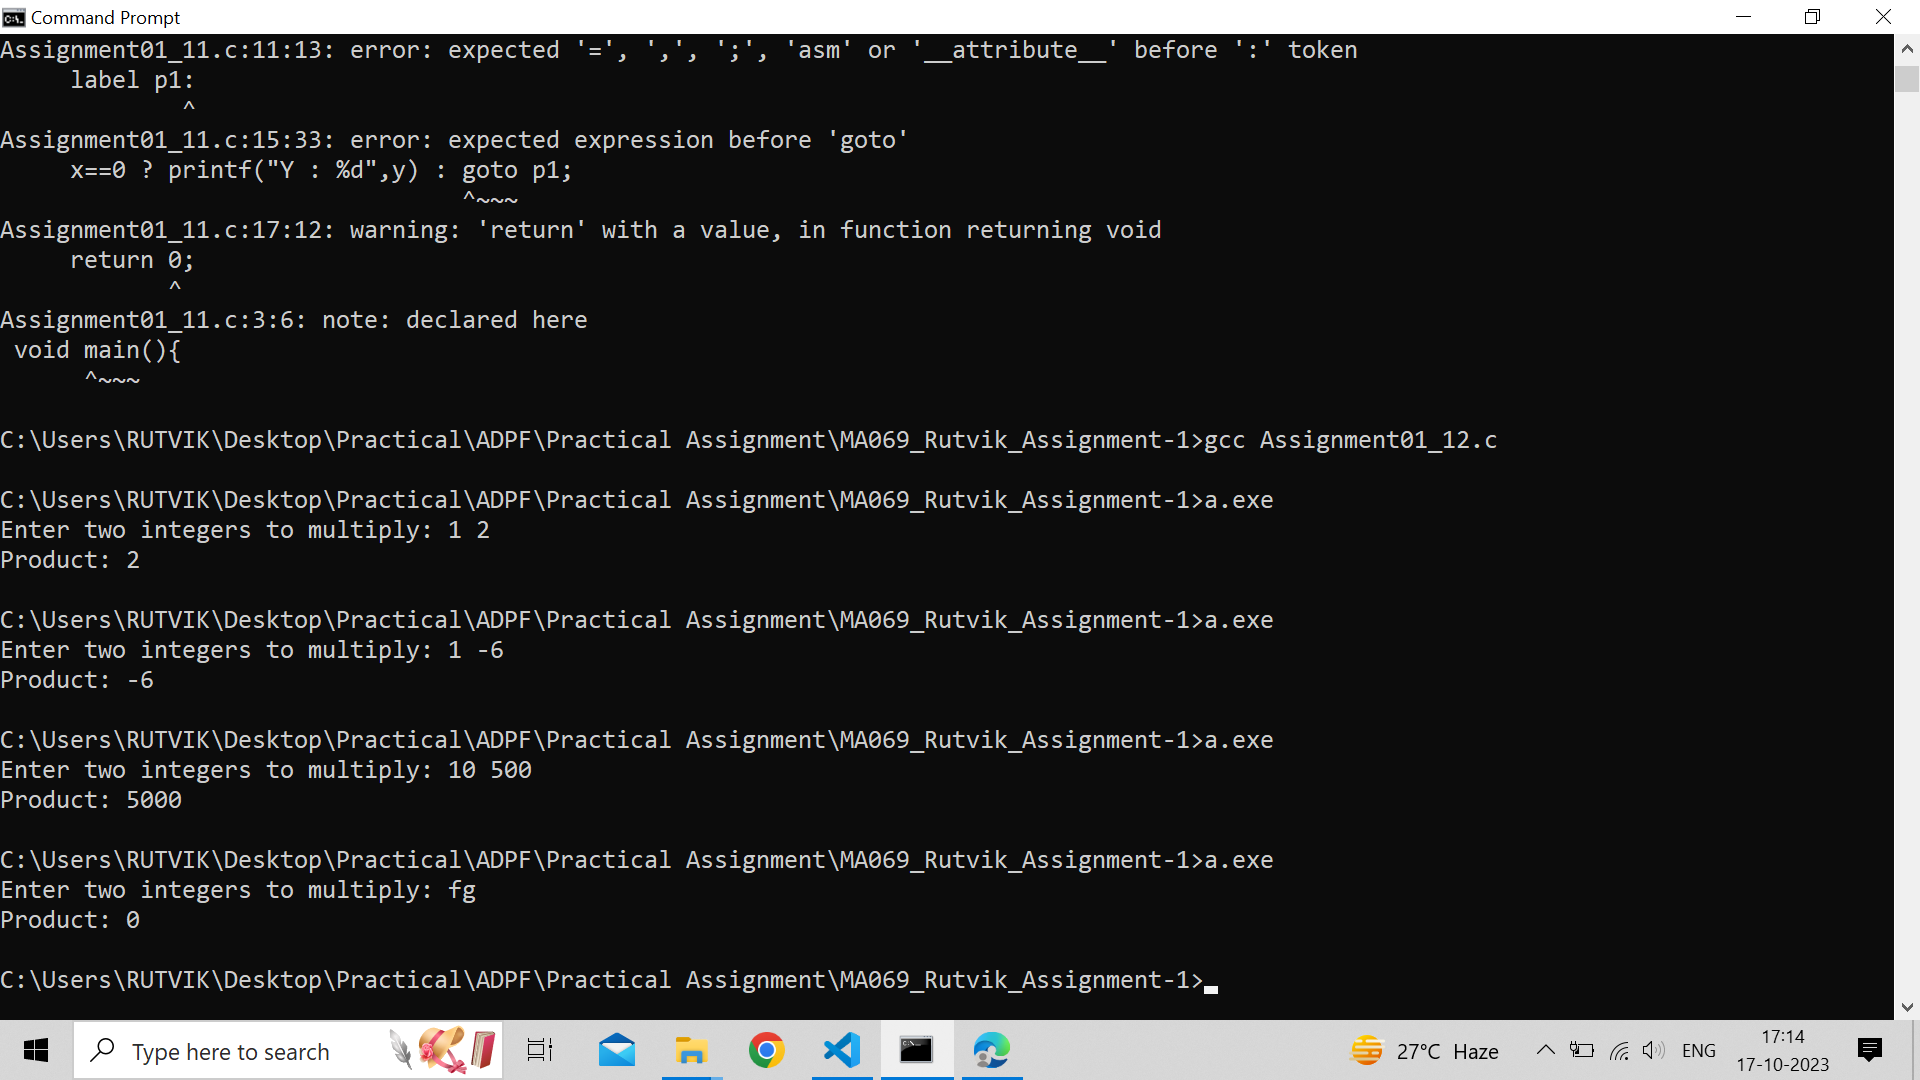 Command Prompt
Assignment01_11.c:11:13: error: expected '=', ',', ';', 'asm' or '__attribute__' before ':' token
     label p1:
             ^
Assignment01_11.c:15:33: error: expected expression before 'goto'
     x==0 ? printf("Y : %d",y) : goto p1;
                                 ^~~~
Assignment01_11.c:17:12: warning: 'return' with a value, in function returning void
     return 0;
            ^
Assignment01_11.c:3:6: note: declared here
 void main(){
      ^~~~
C:\Users\RUTVIK\Desktop\Practical\ADPF\Practical Assignment\MA069_Rutvik_Assignment-1>gcc Assignment01_12.c
C:\Users\RUTVIK\Desktop\Practical\ADPF\Practical Assignment\MA069_Rutvik_Assignment-1>a.exe
Enter two integers to multiply: 1 2
Product: 2
C:\Users\RUTVIK\Desktop\Practical\ADPF\Practical Assignment\MA069_Rutvik_Assignment-1>a.exe
Enter two integers to multiply: 1 -6
Product: -6
C:\Users\RUTVIK\Desktop\Practical\ADPF\Practical Assignment\MA069_Rutvik_Assignment-1>a.exe
Enter two integers to multiply: 10 500
Product: 5000
C:\Users\RUTVIK\Desktop\Practical\ADPF\Practical Assignment\MA069_Rutvik_Assignment-1>a.exe
Enter two integers to multiply: fg
Product: 0
C:\Users\RUTVIK\Desktop\Practical\ADPF\Practical Assignment\MA069_Rutvik_Assignment-1>
Type here to search
27°C Haze
ENG
17:14
17-10-2023